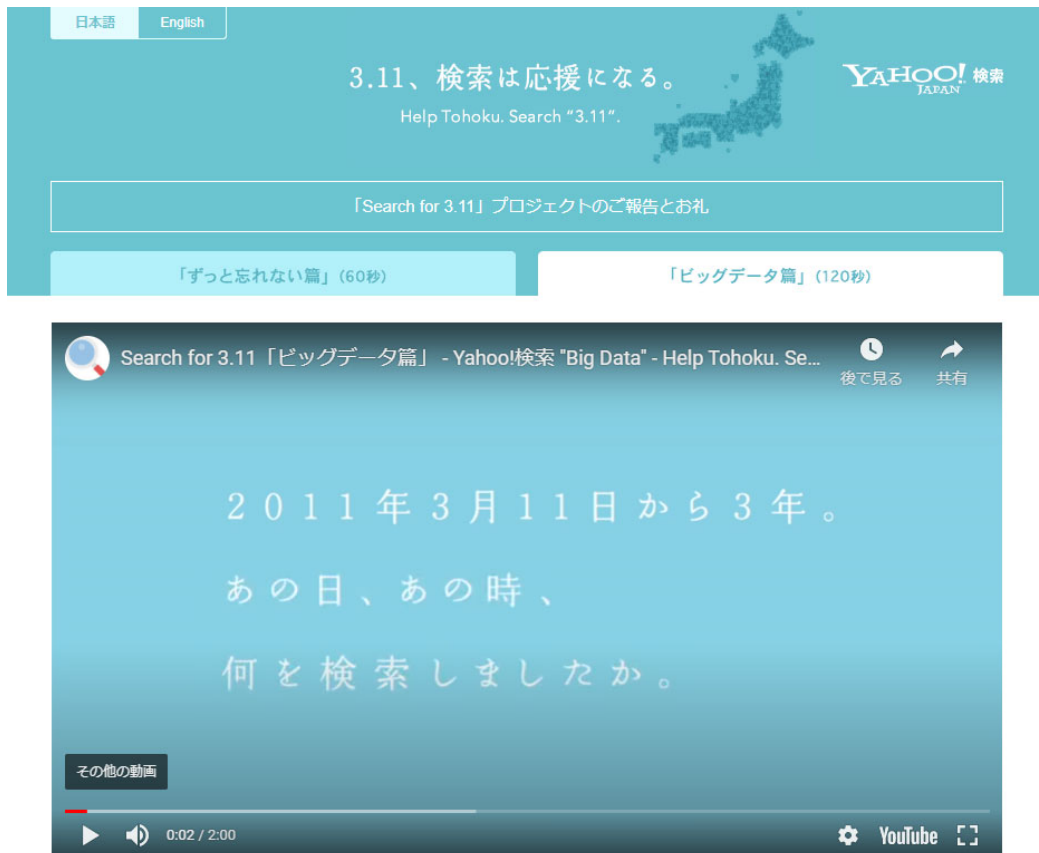 日本語 English
3.11、検索は応援になる。
Help Tohoku. Search “3.11”.
YAHOO! 検索
JAPAN
「Search for 3.11」プロジェクトのご報告とお礼
「ずっと忘れない篇」(60秒) 「ビッグデータ篇」(120秒)
Search for 3.11「ビッグデータ篇」 - Yahoo!検索 "Big Data" - Help Tohoku. Se...
後で見る 共有
2011年3月11日から3年。
あの日、あの時、
何を検索しましたか。
その他の動画
0:02 / 2:00 YouTube